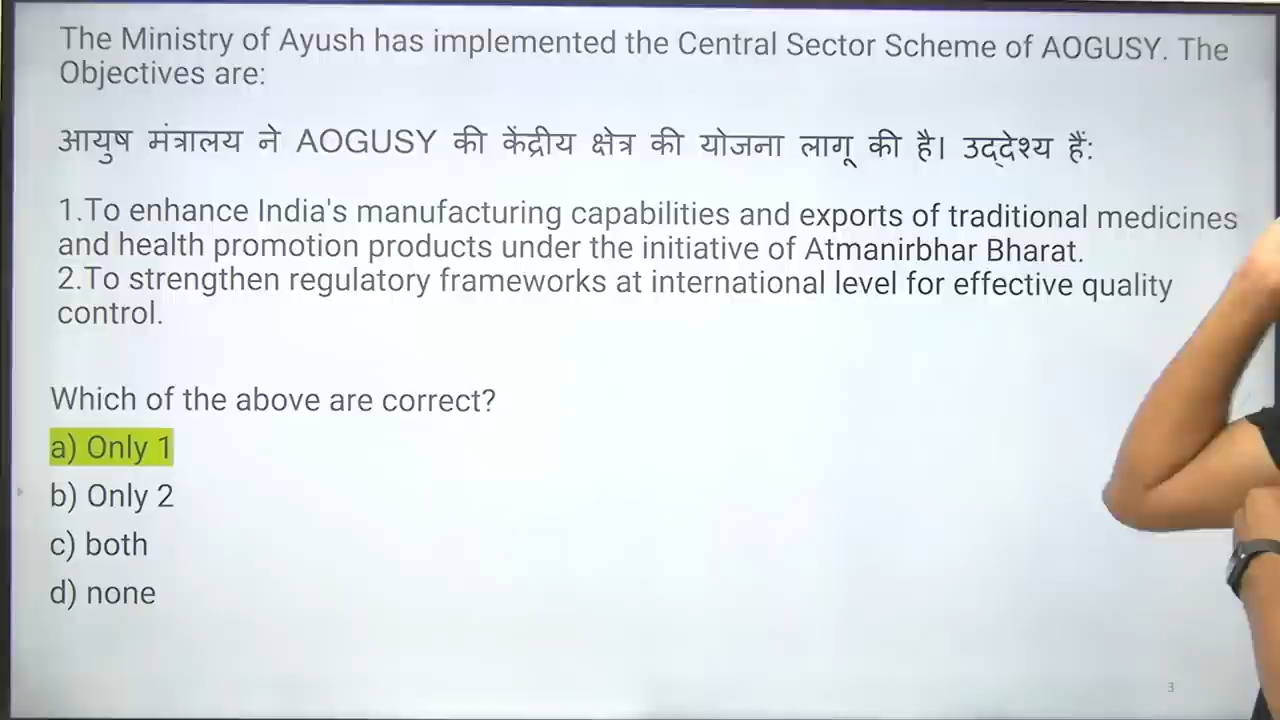 The Ministry of Ayush has implemented the Central Sector Scheme of AOGUSY. The
Objectives are:
आयुष मंत्रालय ने AOGUSY की केंद्रीय क्षेत्र की योजना लागू की है। उद्देश्य हैं:
1.To enhance India's manufacturing capabilities and exports of traditional medicines
and health promotion products under the initiative of Atmanirbhar Bharat.
2.To strengthen regulatory frameworks at international level for effective quality
control.
Which of the above are correct?
a) Only 1
b) Only 2
c) both
d) none
3